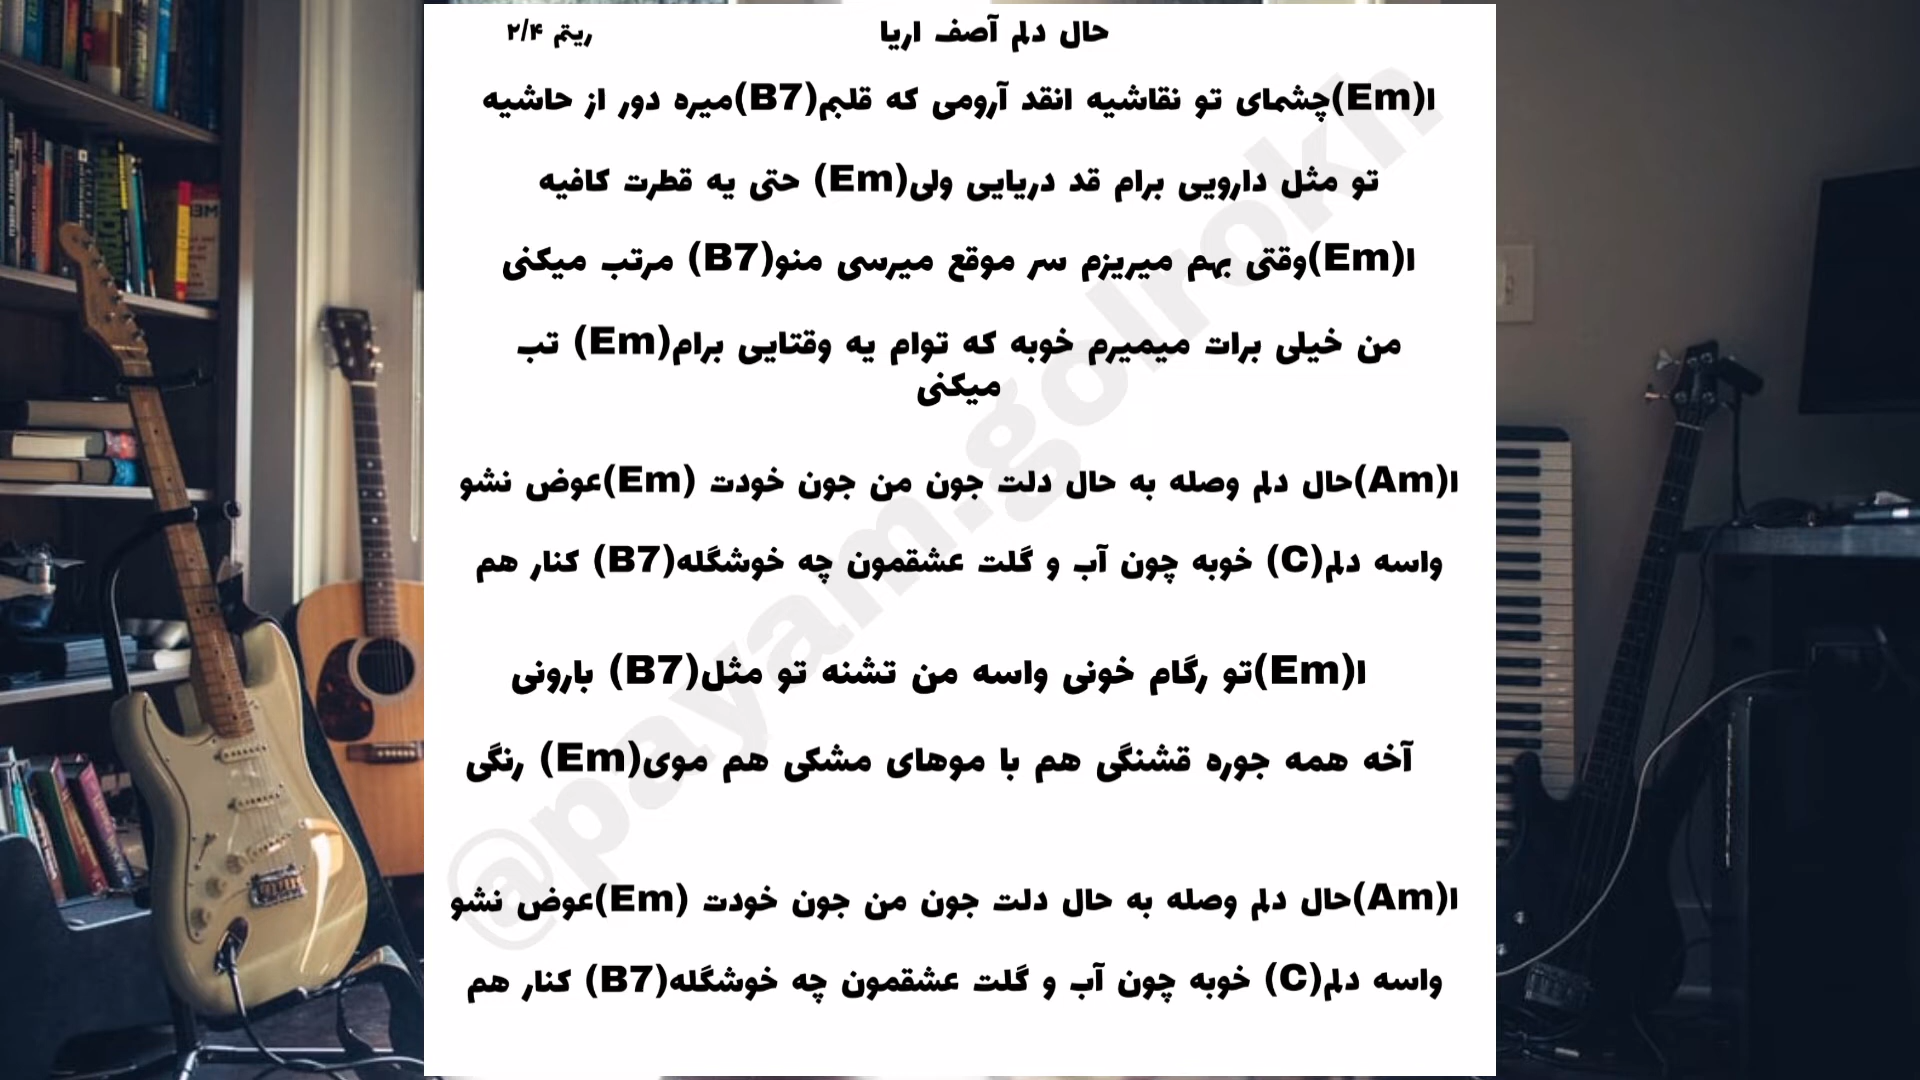 حال دلم آصف اریا
ریتم ۲/۴
ا(Em)چشمای تو نقاشیه انقد آرومی که قلبم(B7)میره دور از حاشیه
تو مثل دارویی برام قد دریایی ولی(Em) حتی یه قطرت کافیه
ا(Em)وقتی بهم میریزم سر موقع میرسی منو(B7) مرتب میکنی
من خیلی برات میمیرم خوبه که توام یه وقتایی برام(Em) تب
میکنی
ا(Am)حال دلم وصله به حال دلت جون من جون خودت (Em)عوض نشو
واسه دلم(C) خوبه چون آب و گلت عشقمون چه خوشگله(B7) کنار هم
ا(Em)تو رگام خونی واسه من تشنه تو مثل(B7) بارونی
آخه همه جوره قشنگی هم با موهای مشکی هم موی(Em) رنگی
ا(Am)حال دلم وصله به حال دلت جون من جون خودت (Em)عوض نشو
واسه دلم(C) خوبه چون آب و گلت عشقمون چه خوشگله(B7) کنار هم
@payam.golrokh